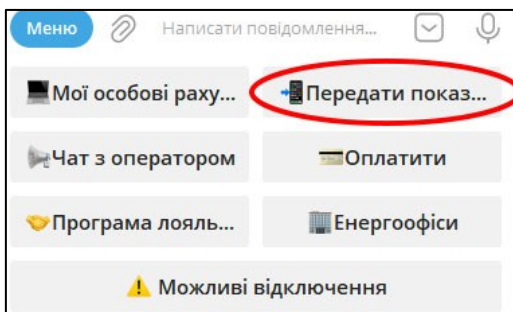 Меню Написати повідомлення...
Мої особові раху... Передати показ...
Чат з оператором Оплатити
Програма лояль... Енергоофіси
Можливі відключення